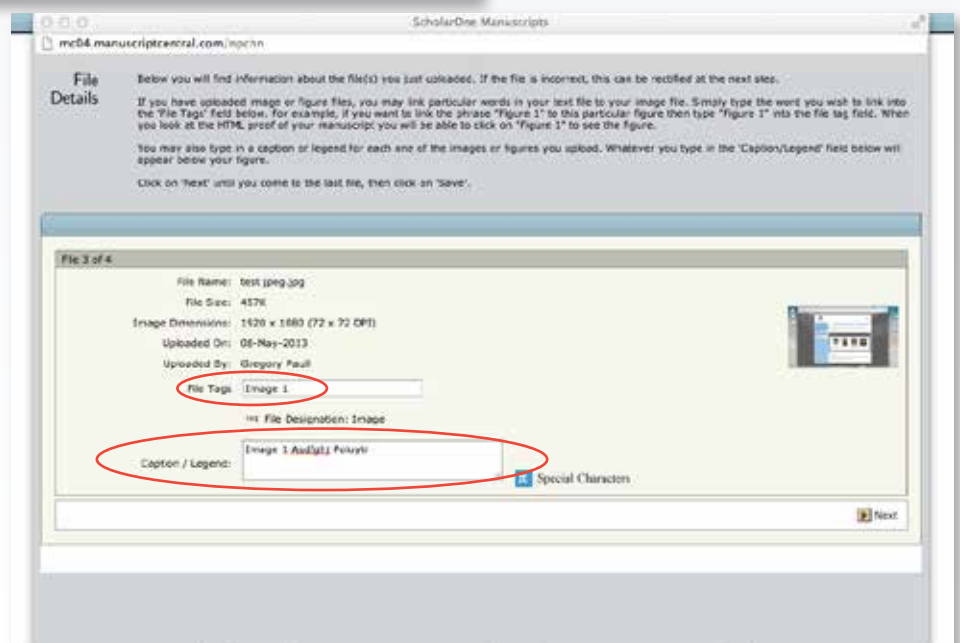 ScholarOne Manuscripts
mc04.manuscriptcentral.com/npchn
File
Details
Below you will find information about the file(s) you just uploaded. If the file is incorrect, this can be rectified at the next step.
If you have uploaded image or figure files, you may link particular words in your text file to your image file. Simply type the word you wish to link into
the 'File Tags' field below. For example, if you want to link the phrase "Figure 1" to this particular figure then type "Figure 1" into the file tag field. When
you look at the HTML proof of your manuscript you will be able to click on "Figure 1" to see the figure.
You may also type in a caption or legend for each one of the images or figures you upload. Whatever you type in the 'Caption/Legend' field below will
appear below your figure.
Click on 'Next' until you come to the last file, then click on 'Save'.
File 3 of 4
File Name: test jpeg.jpg
File Size: 457K
Image Dimensions: 1920 x 1080 (72 x 72 DPI)
Uploaded On: 08-May-2013
Uploaded By: Gregory Paull
File Tags Image 1
File Designation: Image
Caption / Legend: Image 1
Special Characters
Next